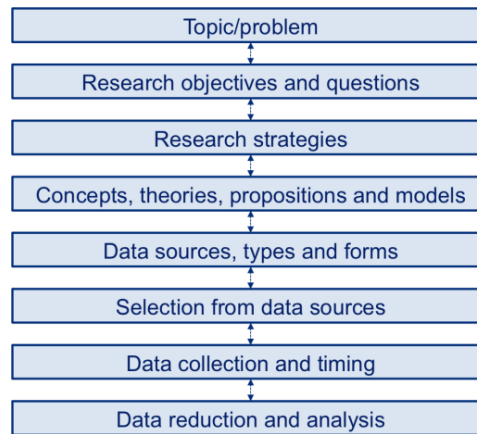 Topic/problem
Research objectives and questions
Research strategies
Concepts, theories, propositions and models
Data sources, types and forms
Selection from data sources
Data collection and timing
Data reduction and analysis